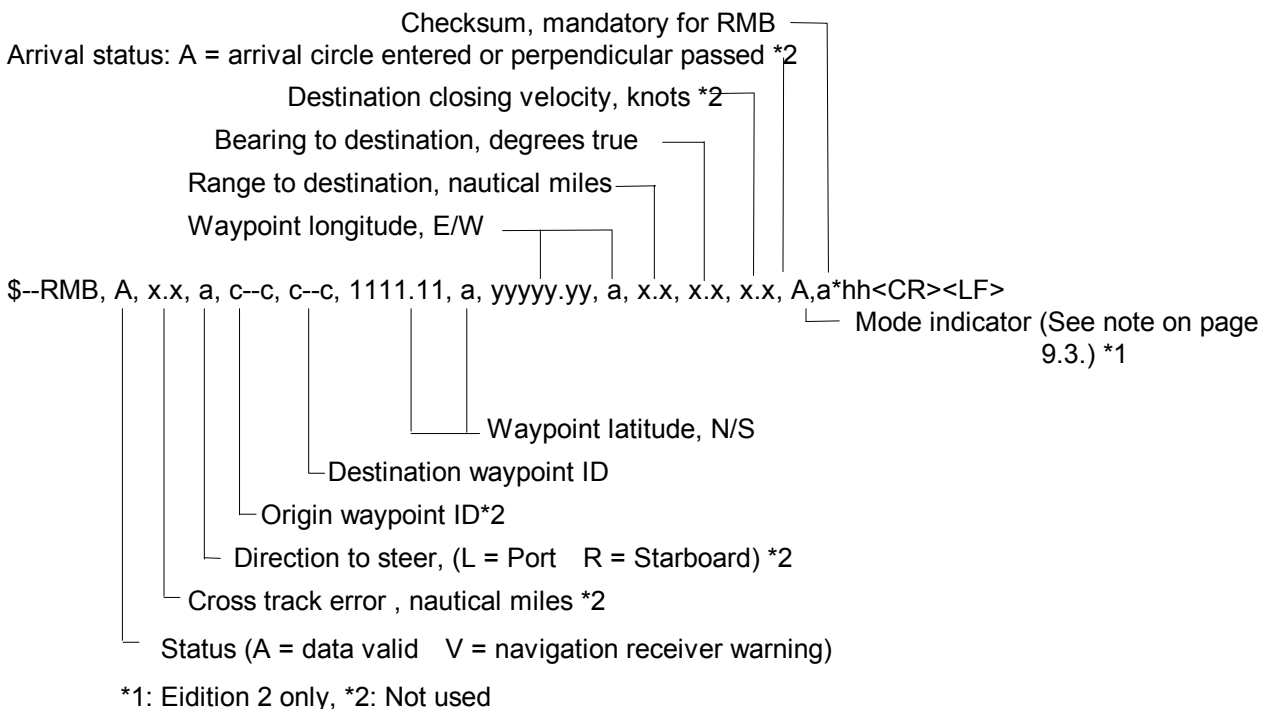 Checksum, mandatory for RMB
Arrival status: A = arrival circle entered or perpendicular passed *2
Destination closing velocity, knots *2
Bearing to destination, degrees true
Range to destination, nautical miles
Waypoint longitude, E/W
$--RMB, A, x.x, a, c--c, c--c, 1111.11, a, yyyyy.yy, a, x.x, x.x, x.x, A,a*hh<CR><LF>
Mode indicator (See note on page
9.3.) *1
Waypoint latitude, N/S
Destination waypoint ID
Origin waypoint ID*2
Direction to steer, (L = Port R = Starboard) *2
Cross track error , nautical miles *2
Status (A = data valid V = navigation receiver warning)
*1: Eidition 2 only, *2: Not used